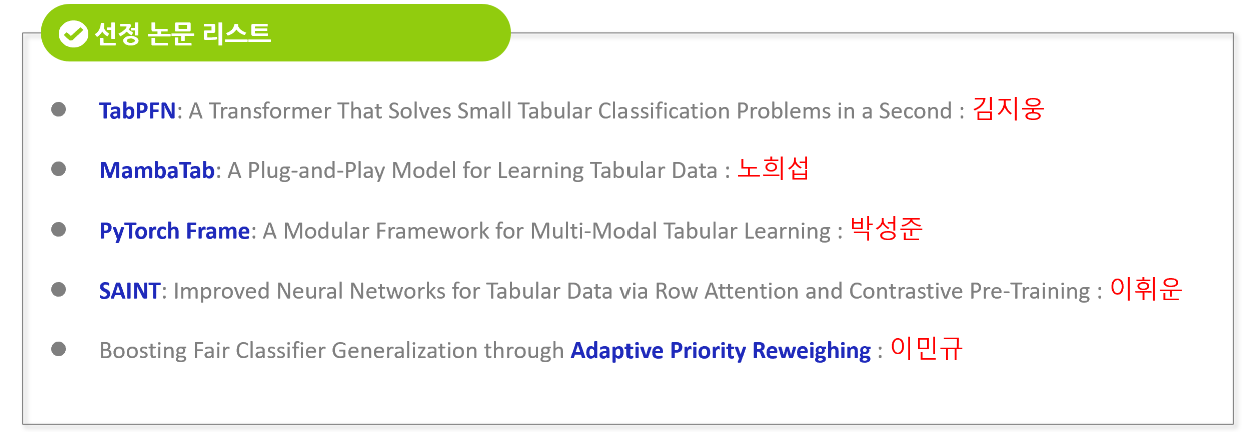 선정 논문 리스트
TabPFN: A Transformer That Solves Small Tabular Classification Problems in a Second : 김지웅
MambaTab: A Plug-and-Play Model for Learning Tabular Data : 노희섭
PyTorch Frame: A Modular Framework for Multi-Modal Tabular Learning : 박성준
SAINT: Improved Neural Networks for Tabular Data via Row Attention and Contrastive Pre-Training : 이휘운
Boosting Fair Classifier Generalization through Adaptive Priority Reweighing : 이민규